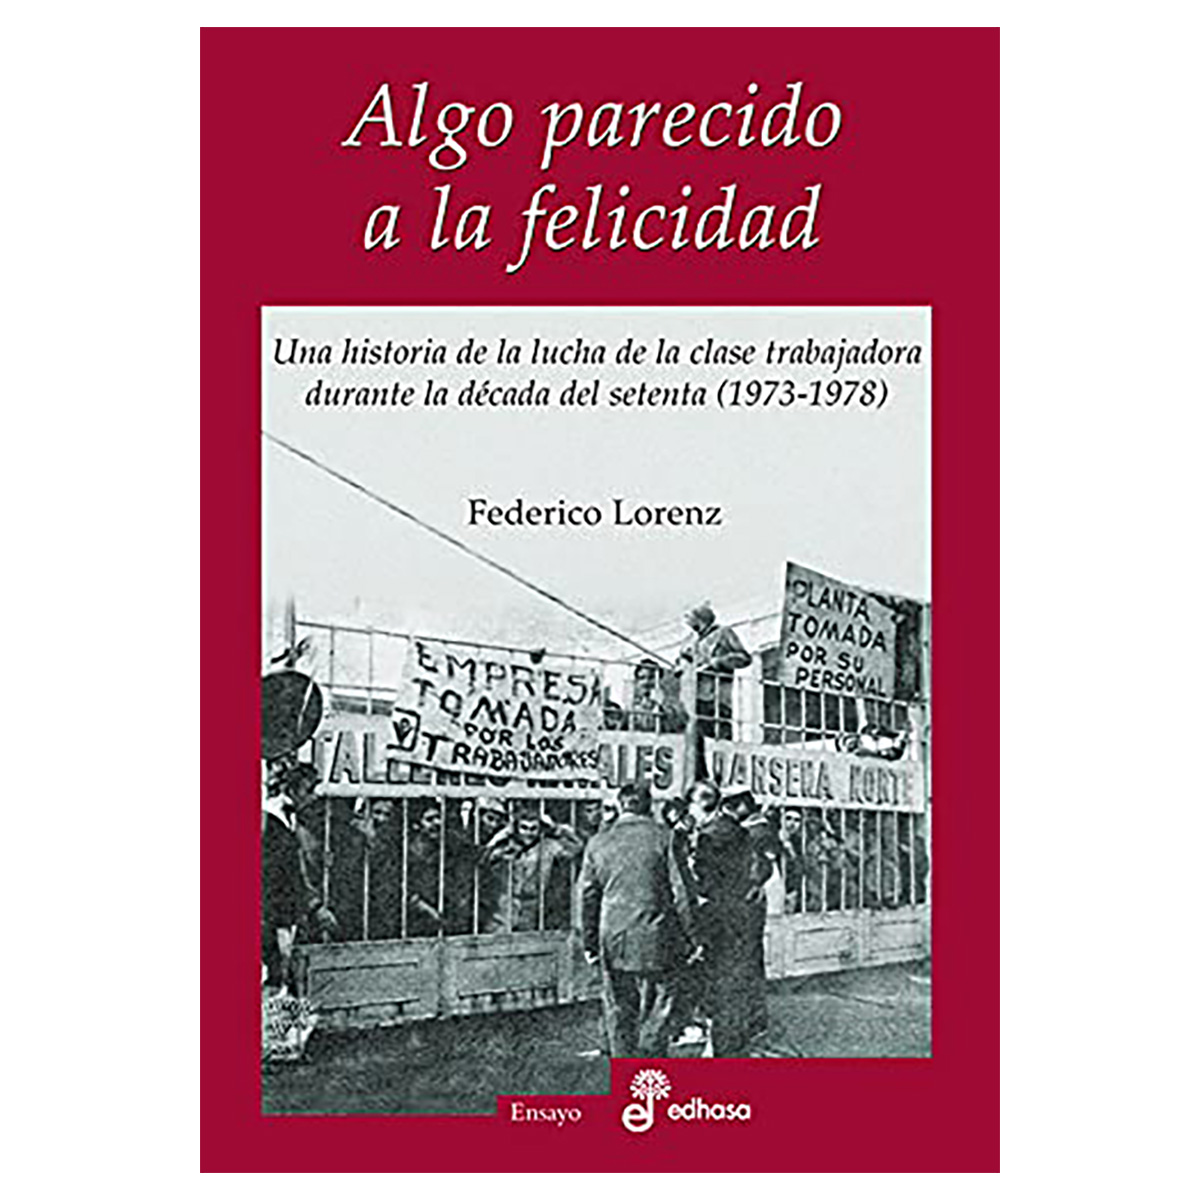 Algo parecido
a la felicidad
Una historia de la lucha de la clase trabajadora
durante la década del setenta (1973-1978)
Federico Lorenz
PLANTA
TOMADA
POR SU
PERSONAL
EMPRESA
TOMADA
POR LOS
TRABAJADORES
ALES
DARSENA NORTE
Ensayo
edhasa